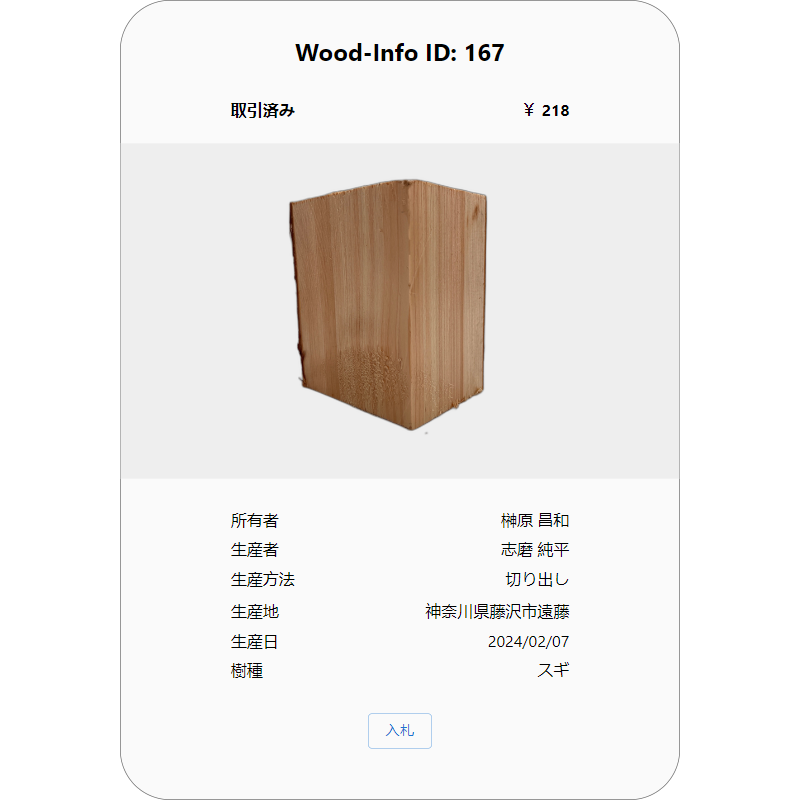 Wood-Info ID: 167
取引済み ￥ 218
所有者 榊原 昌和
生産者 志磨 純平
生産方法 切り出し
生産地 神奈川県藤沢市遠藤
生産日 2024/02/07
樹種 スギ
入札